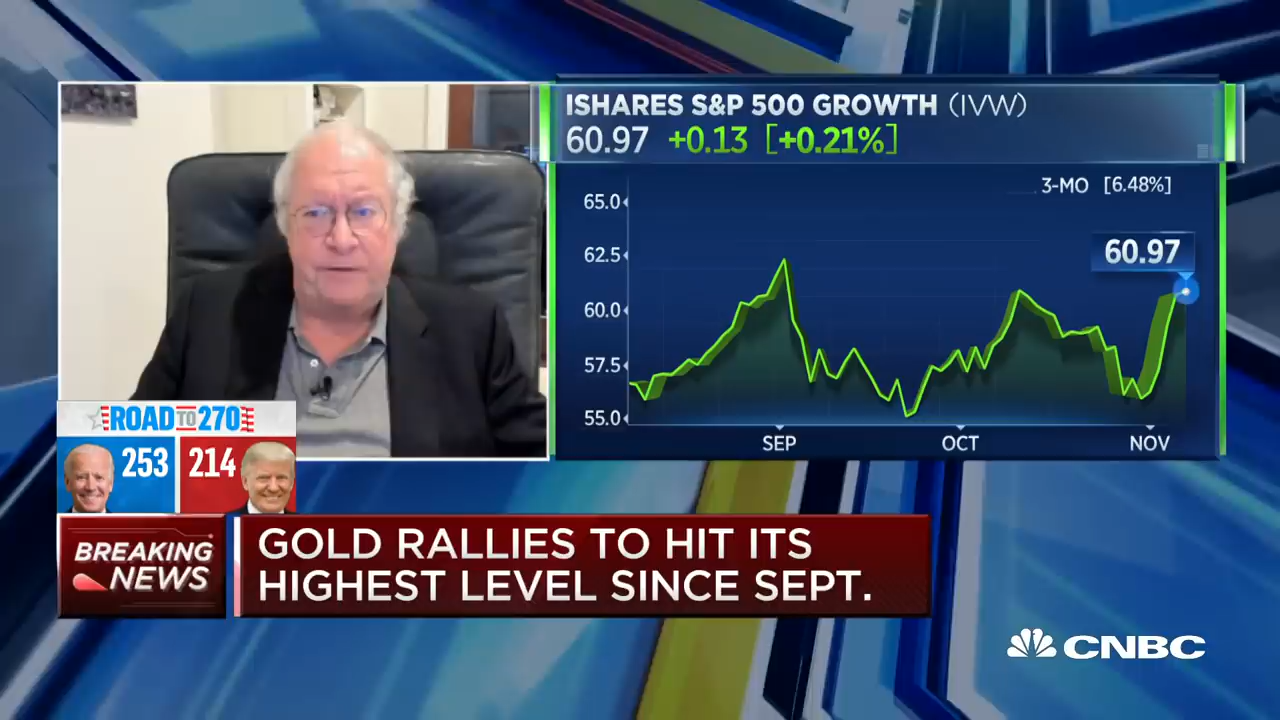 ISHARES S&P 500 GROWTH (IVW)
60.97 +0.13 [+0.21%]
3-MO [6.48%]
65.0
62.5
60.97
60.0
57.5
55.0
SEP OCT NOV
ROAD TO 270
253 214
BREAKING NEWS
GOLD RALLIES TO HIT ITS
HIGHEST LEVEL SINCE SEPT.
CNBC